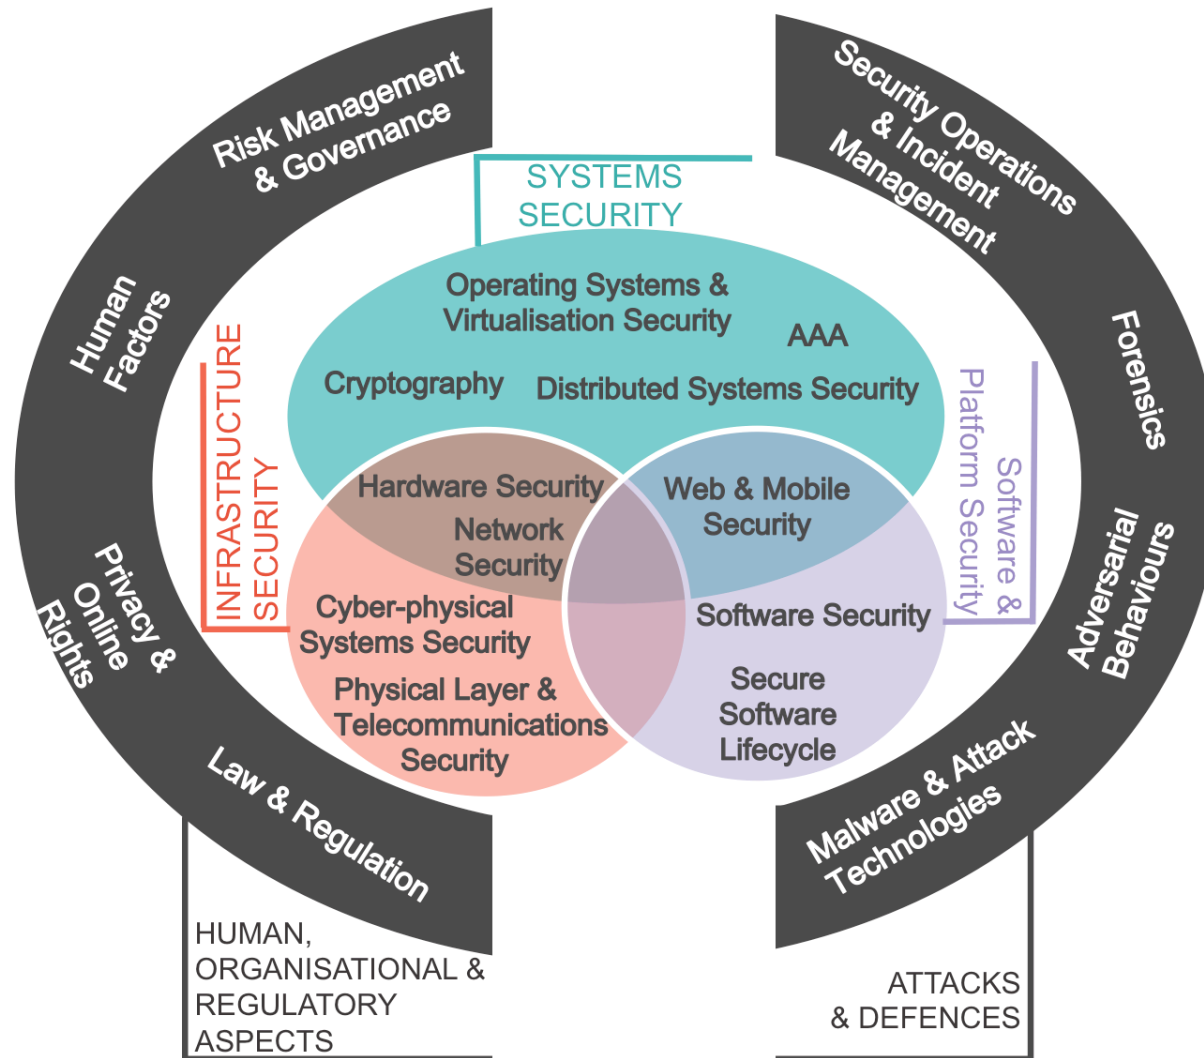 Risk Management
& Governance
Human
Factors
Privacy &
Online
Rights
Law & Regulation
HUMAN,
ORGANISATIONAL &
REGULATORY
ASPECTS
SYSTEMS
SECURITY
Operating Systems &
Virtualisation Security
AAA
Cryptography
Distributed Systems Security
INFRASTRUCTURE
SECURITY
Hardware Security
Network
Security
Cyber-physical
Systems Security
Physical Layer &
Telecommunications
Security
Web & Mobile
Security
Software Security
Secure
Software
Lifecycle
Software &
Platform Security
Security Operations
& Incident
Management
Forensics
Adversarial
Behaviours
Malware & Attack
Technologies
ATTACKS
& DEFENCES